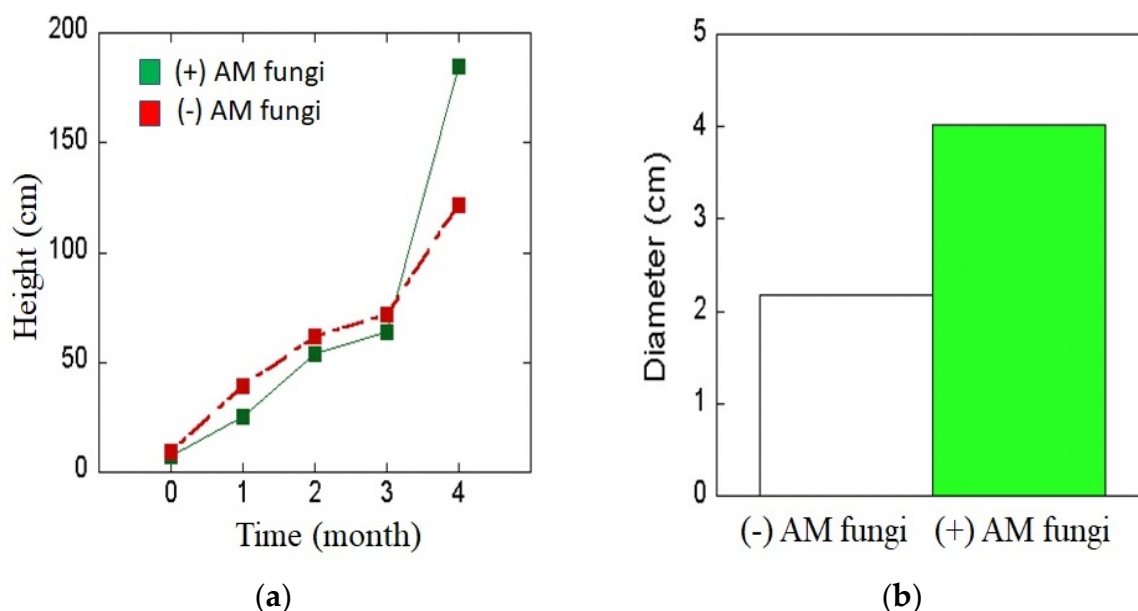 200
150
100
50
0
(+) AM fungi
(-) AM fungi
Height (cm)
0 1 2 3 4
Time (month)
(a)
5
4
3
2
1
0
Diameter (cm)
(-) AM fungi (+) AM fungi
(b)